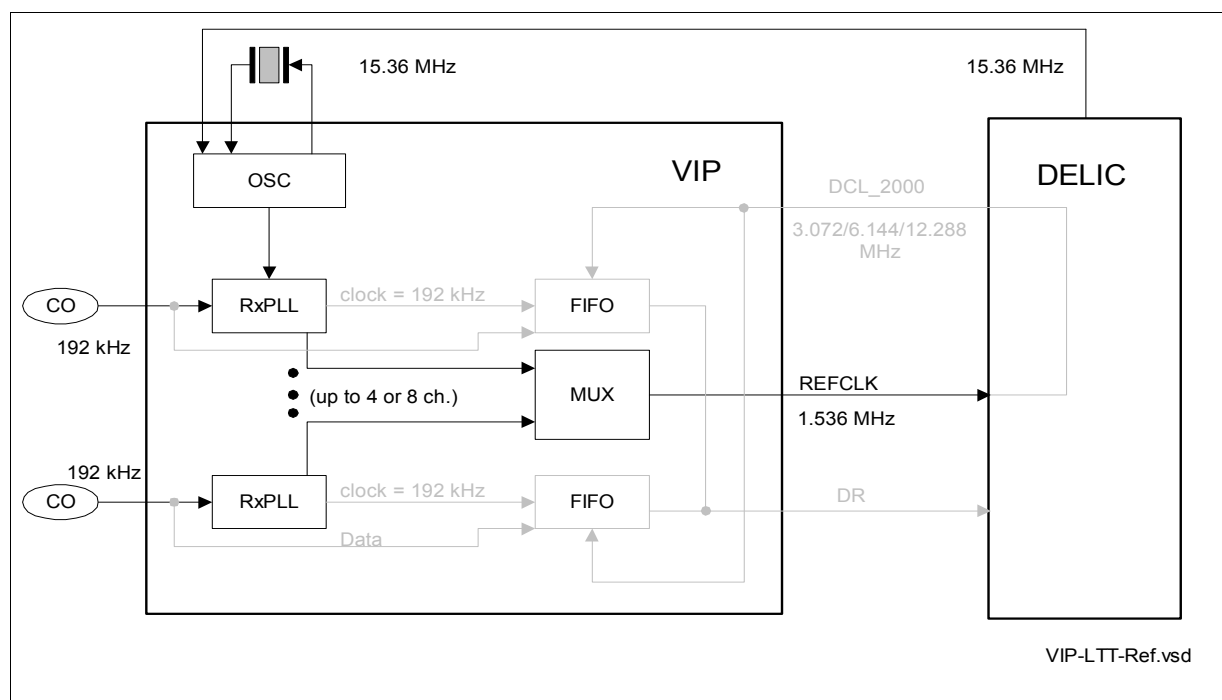 15.36 MHz
15.36 MHz
OSC
VIP
DELIC
DCL_2000
3.072/6.144/12.288
MHz
CO
RxPLL
clock = 192 kHz
FIFO
192 kHz
(up to 4 or 8 ch.)
MUX
REFCLK
1.536 MHz
192 kHz
CO
RxPLL
clock = 192 kHz
FIFO
DR
Data
VIP-LTT-Ref.vsd